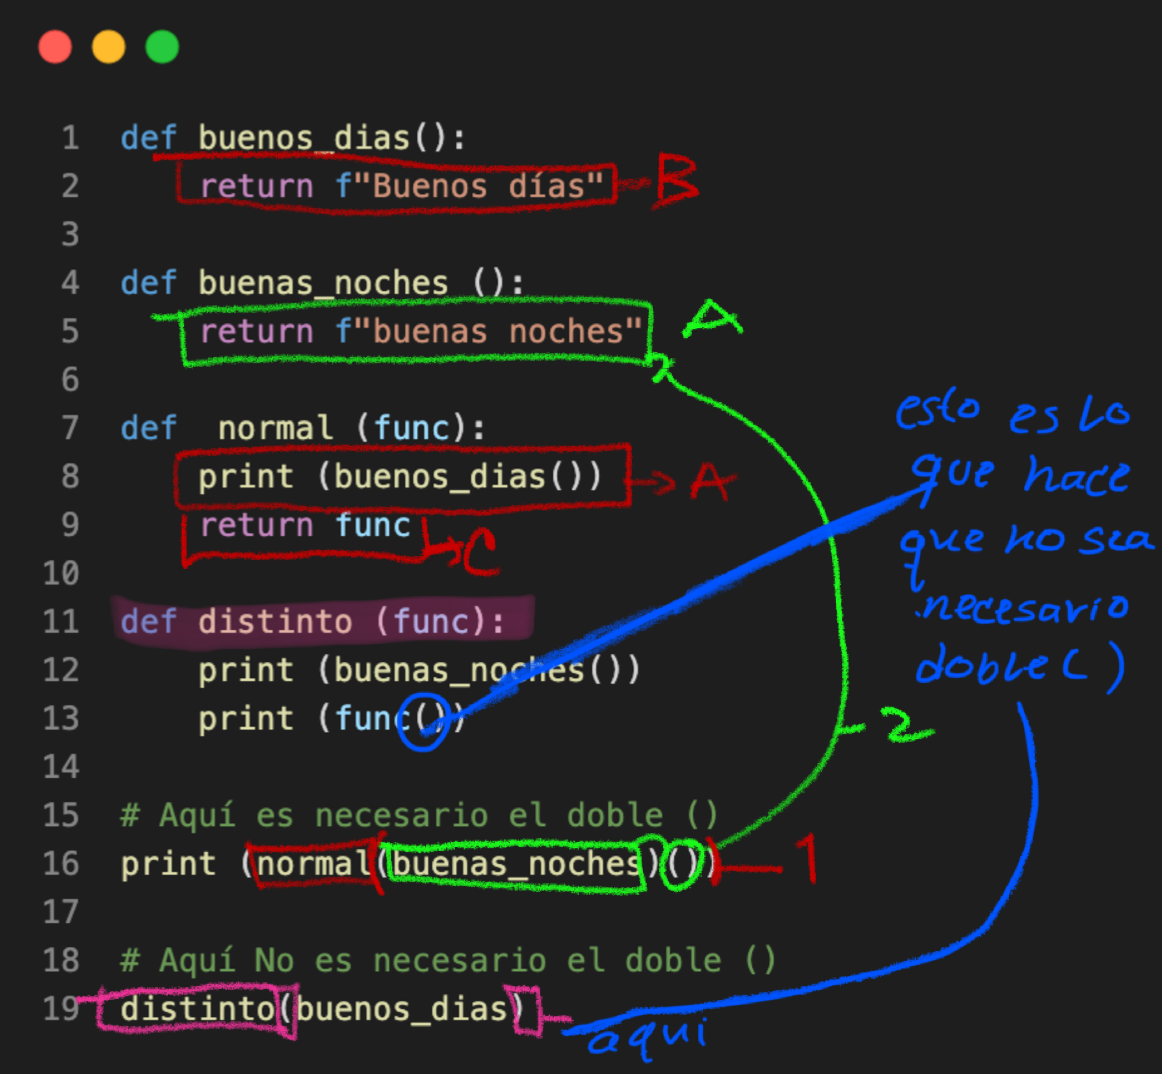 1 def buenos_dias():
2 return f"Buenos días" B
3
4 def buenas_noches ():
5 return f"buenas noches" A
6
7 def  normal (func):
8 print (buenos_dias()) A
9 return func C
10
11 def distinto (func):
12 print (buenas_noches())
13 print (func())
14
15 # Aquí es necesario el doble ()
16 print (normal(buenas_noches)()) 1
17
18 # Aquí No es necesario el doble ()
19 distinto(buenos_dias)
esto es lo
que hace
que no sea
necesario
doble ( )
2
aqui